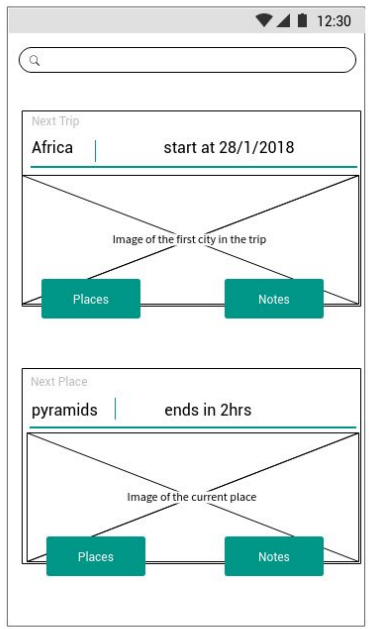 12:30
Next Trip
Africa start at 28/1/2018
Image of the first city in the trip
Places Notes
Next Place
pyramids ends in 2hrs
Image of the current place
Places Notes